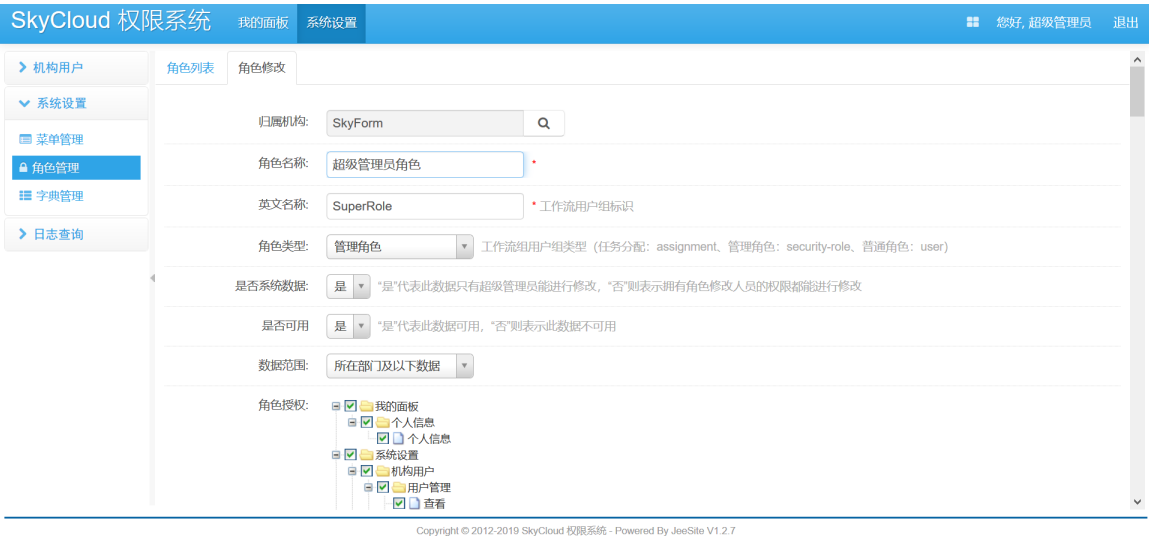 SkyCloud 权限系统 我的面板 系统设置 您好, 超级管理员 退出
机构用户
系统设置
菜单管理
角色管理
字典管理
日志查询
角色列表 角色修改
归属机构: SkyForm
角色名称: 超级管理员角色 *
英文名称: SuperRole * 工作流用户组标识
角色类型: 管理角色 工作流组用户组类型（任务分配：assignment、管理角色：security-role、普通角色：user）
是否系统数据: 是 “是”代表此数据只有超级管理员能进行修改，“否”则表示拥有角色修改人员的权限都能进行修改
是否可用 是 “是”代表此数据可用，“否”则表示此数据不可用
数据范围: 所在部门及以下数据
角色授权: 我的面板
个人信息
个人信息
系统设置
机构用户
用户管理
查看
Copyright © 2012-2019 SkyCloud 权限系统 - Powered By JeeSite V1.2.7